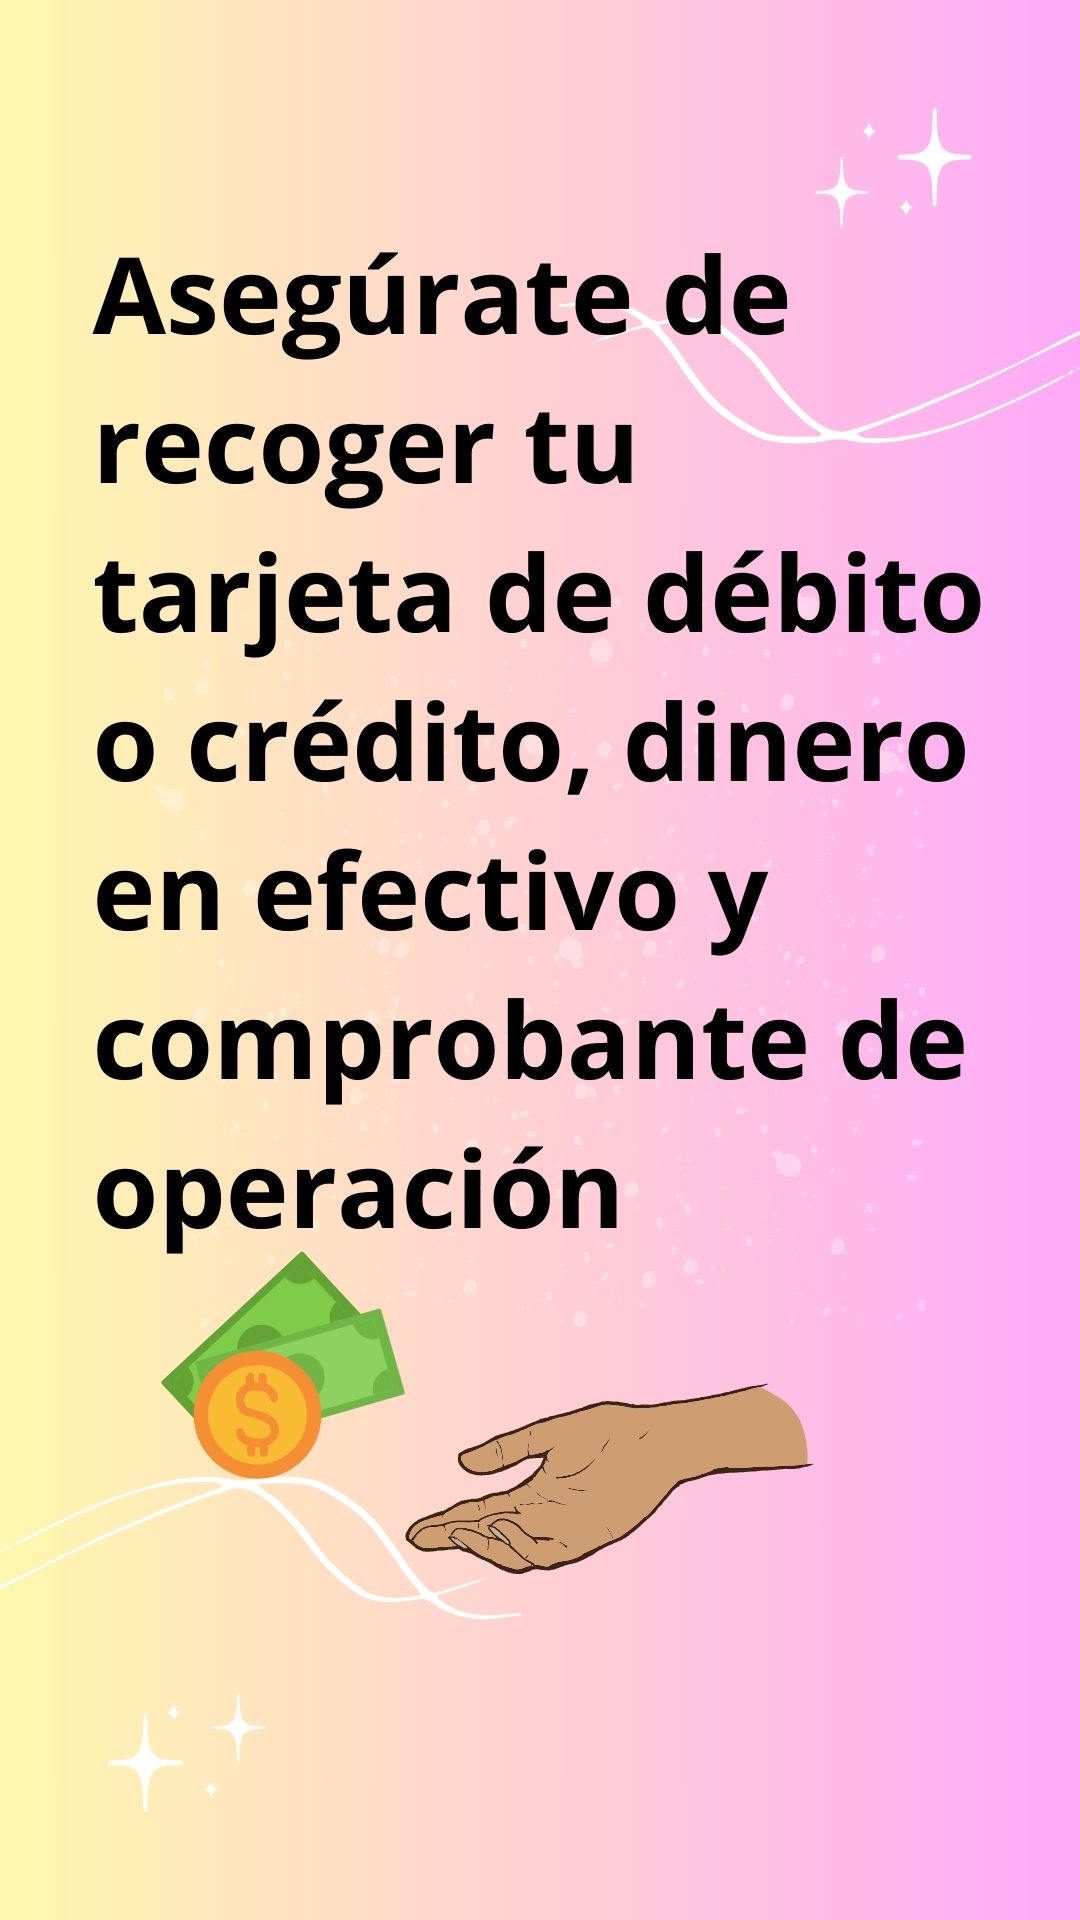 Asegúrate de
recoger tu
tarjeta de débito
o crédito, dinero
en efectivo y
comprobante de
operación
$